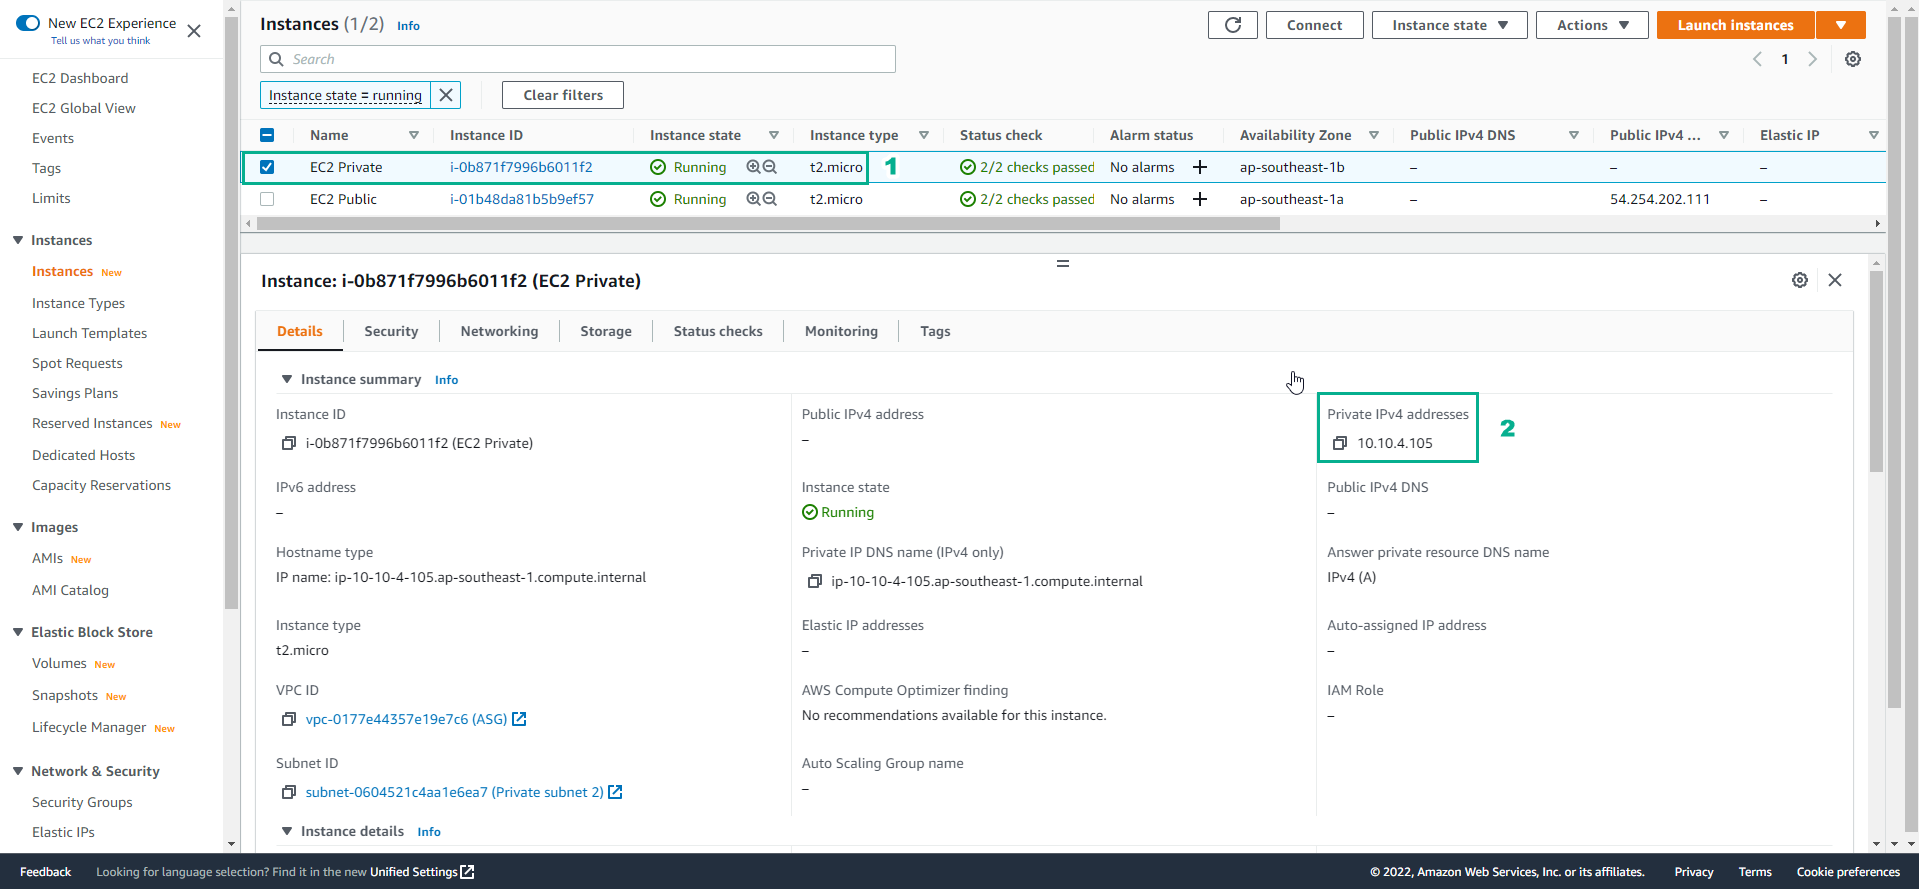 New EC2 Experience
Tell us what you think
EC2 Dashboard
EC2 Global View
Events
Tags
Limits
Instances
Instances New
Instance Types
Launch Templates
Spot Requests
Savings Plans
Reserved Instances New
Dedicated Hosts
Capacity Reservations
Images
AMIs New
AMI Catalog
Elastic Block Store
Volumes New
Snapshots New
Lifecycle Manager New
Network & Security
Security Groups
Elastic IPs
Instances (1/2) Info
Connect
Instance state
Actions
Launch instances
Search
1
Instance state = running
Clear filters
Name Instance ID Instance state Instance type Status check Alarm status Availability Zone Public IPv4 DNS Public IPv4 ... Elastic IP
EC2 Private i-0b871f7996b6011f2 Running t2.micro 1 2/2 checks passed No alarms + ap-southeast-1b – – –
EC2 Public i-01b48da81b5b9ef57 Running t2.micro 2/2 checks passed No alarms + ap-southeast-1a – 54.254.202.111 –
Instance: i-0b871f7996b6011f2 (EC2 Private)
Details Security Networking Storage Status checks Monitoring Tags
Instance summary Info
Instance ID
i-0b871f7996b6011f2 (EC2 Private)
Public IPv4 address
–
Private IPv4 addresses
10.10.4.105
2
IPv6 address
–
Instance state
Running
Public IPv4 DNS
–
Hostname type
IP name: ip-10-10-4-105.ap-southeast-1.compute.internal
Private IP DNS name (IPv4 only)
ip-10-10-4-105.ap-southeast-1.compute.internal
Answer private resource DNS name
IPv4 (A)
Instance type
t2.micro
Elastic IP addresses
–
Auto-assigned IP address
–
VPC ID
vpc-0177e44357e19e7c6 (ASG)
AWS Compute Optimizer finding
No recommendations available for this instance.
IAM Role
–
Subnet ID
subnet-0604521c4aa1e6ea7 (Private subnet 2)
Auto Scaling Group name
–
Instance details Info
Feedback Looking for language selection? Find it in the new Unified Settings © 2022, Amazon Web Services, Inc. or its affiliates. Privacy Terms Cookie preferences